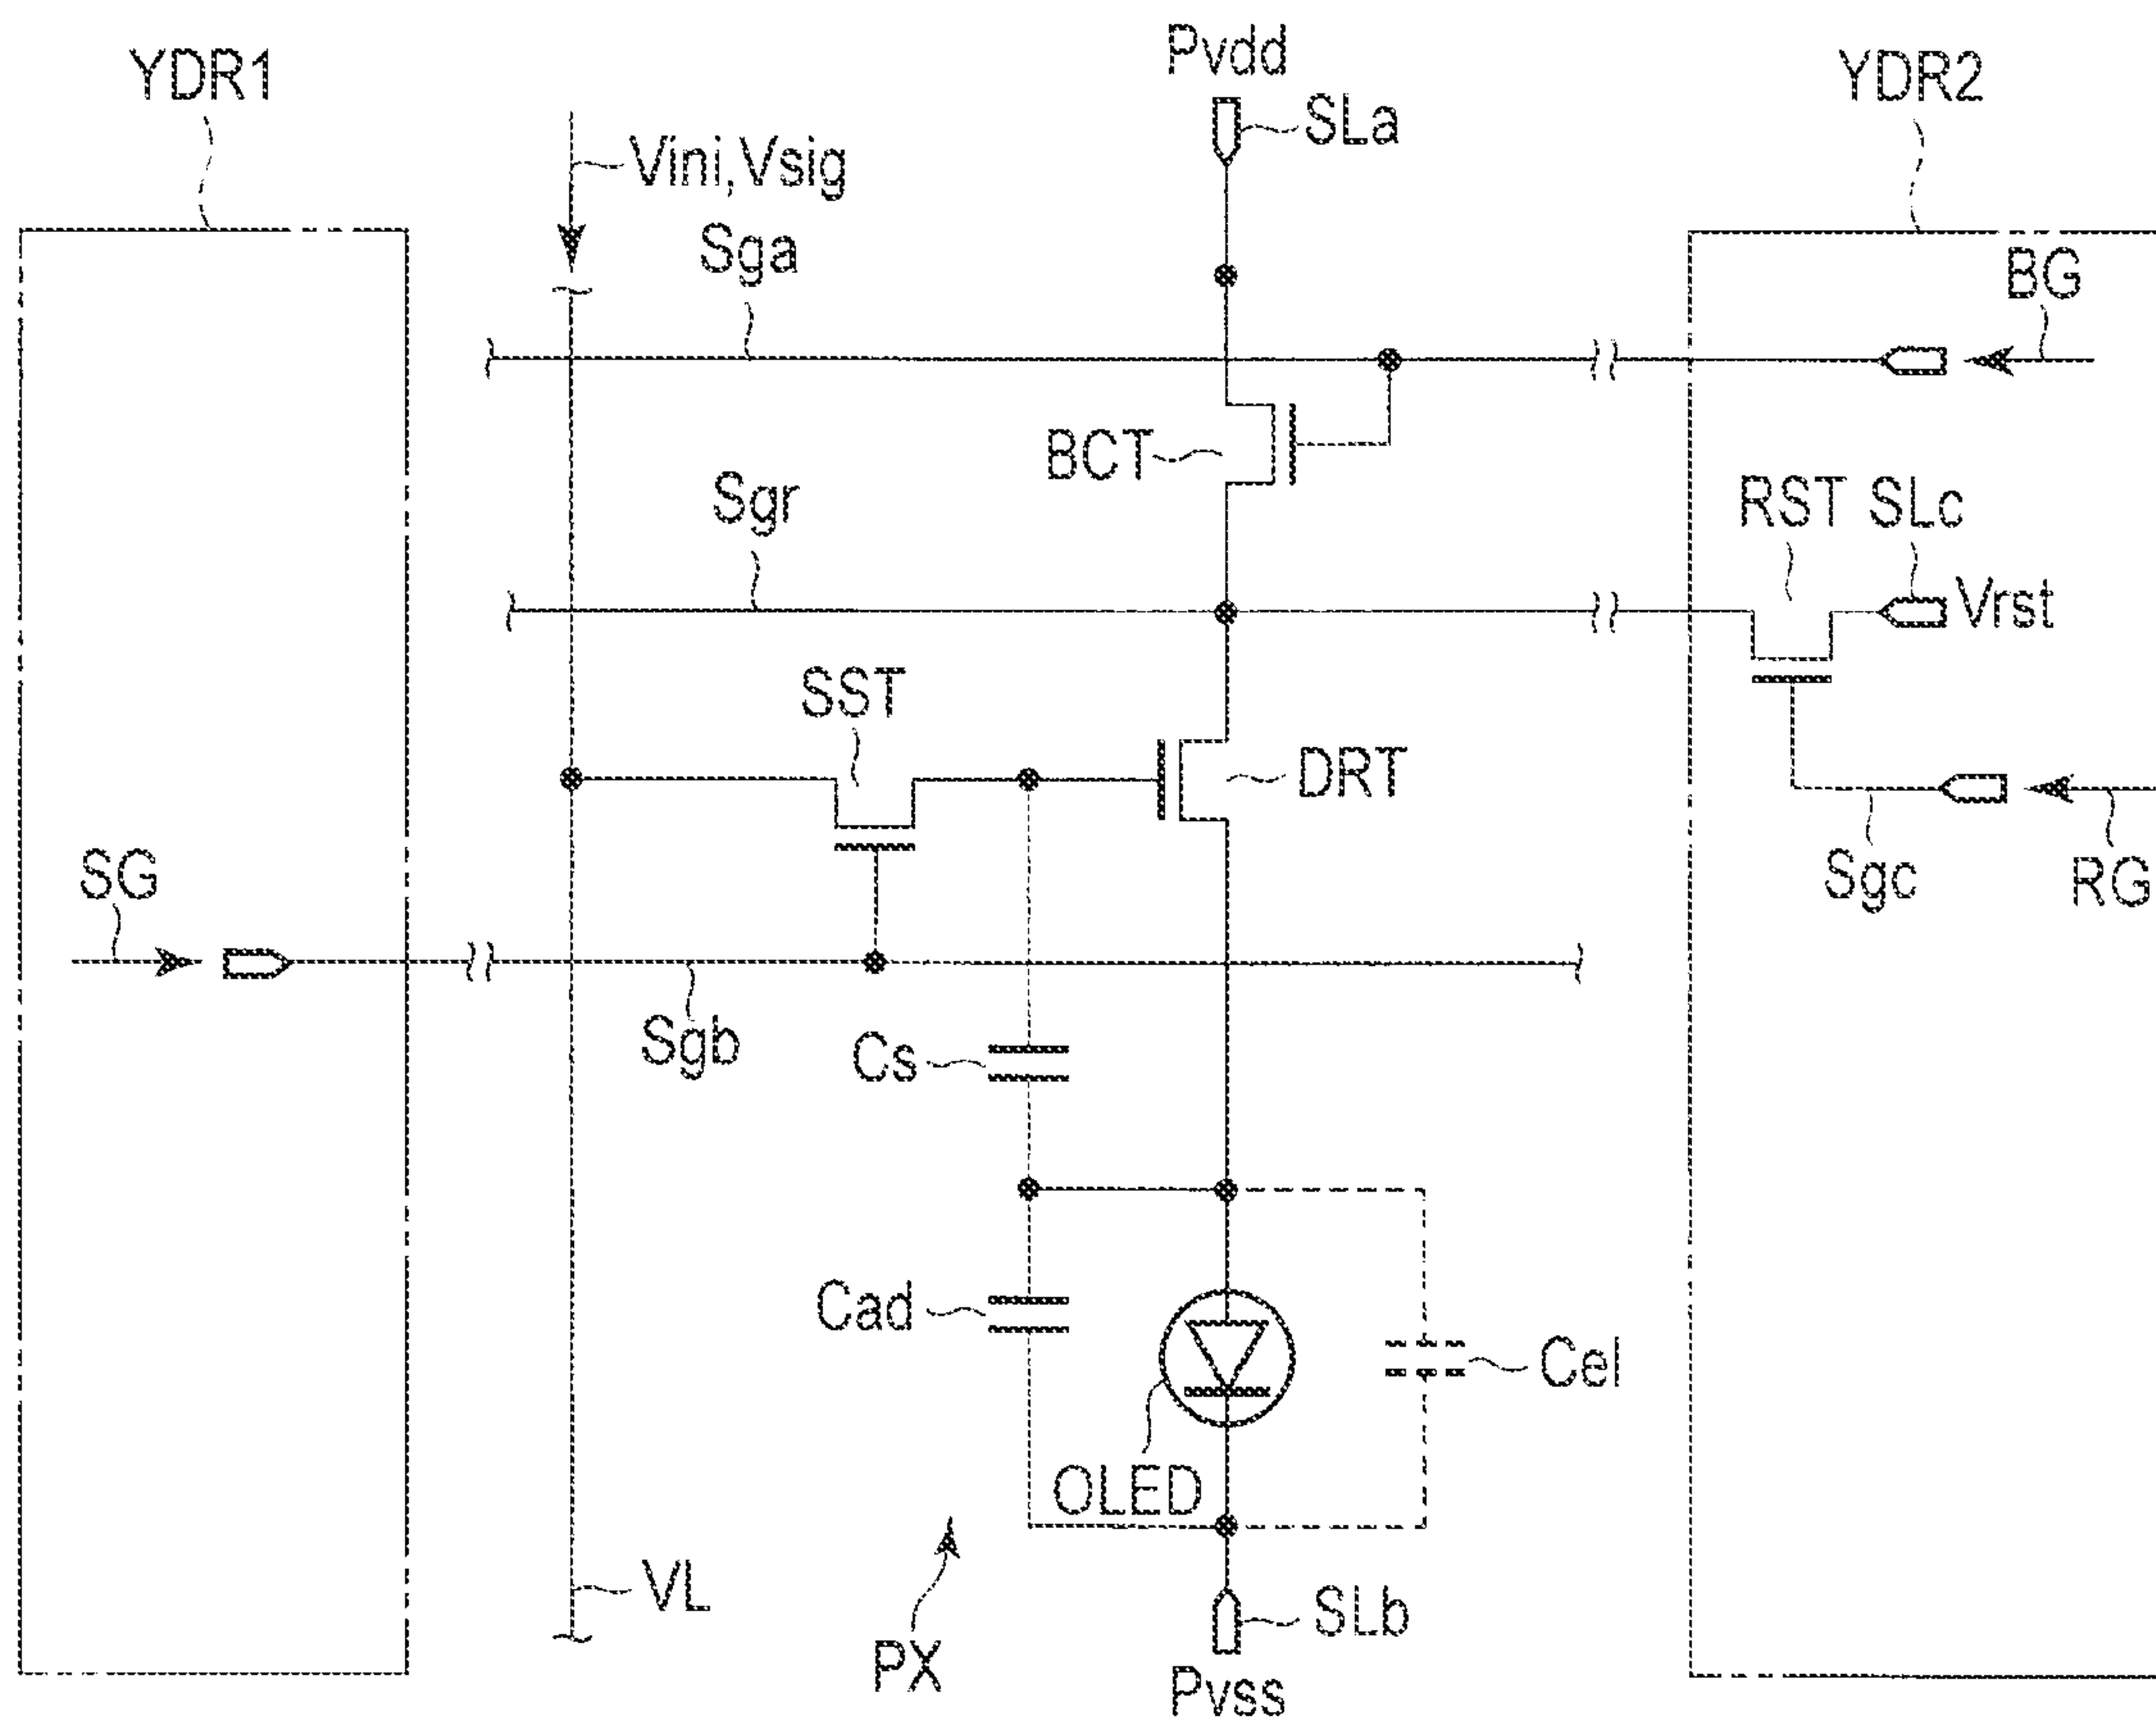 YDR1
Pvdd
YDR2
SLa
Vini,Vsig
Sga
BG
BCT
Sgr
RST SLc
Vrst
SST
DRT
SG
Sgc
RG
Sgb
Cs
Cad
Cel
OLED
VL
SLb
PX
Pvss